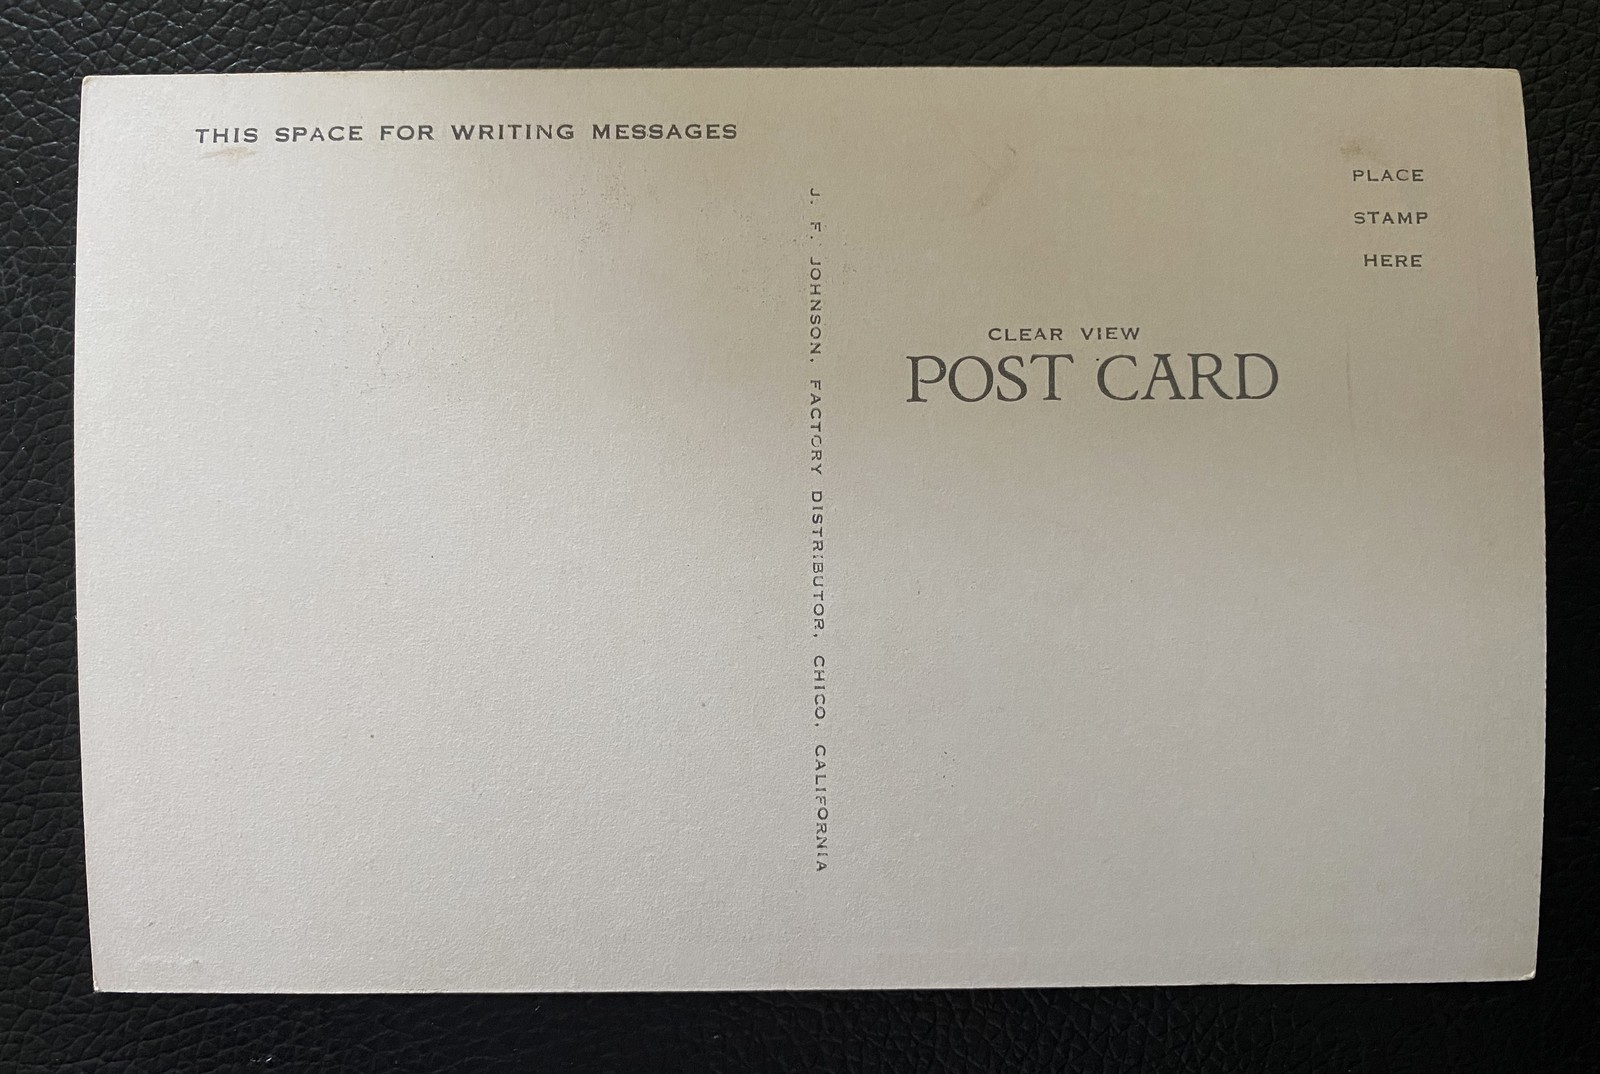 THIS SPACE FOR WRITING MESSAGES
J. F. JOHNSON, FACTORY DISTRIBUTOR, CHICO, CALIFORNIA
PLACE
STAMP
HERE
CLEAR VIEW
POST CARD